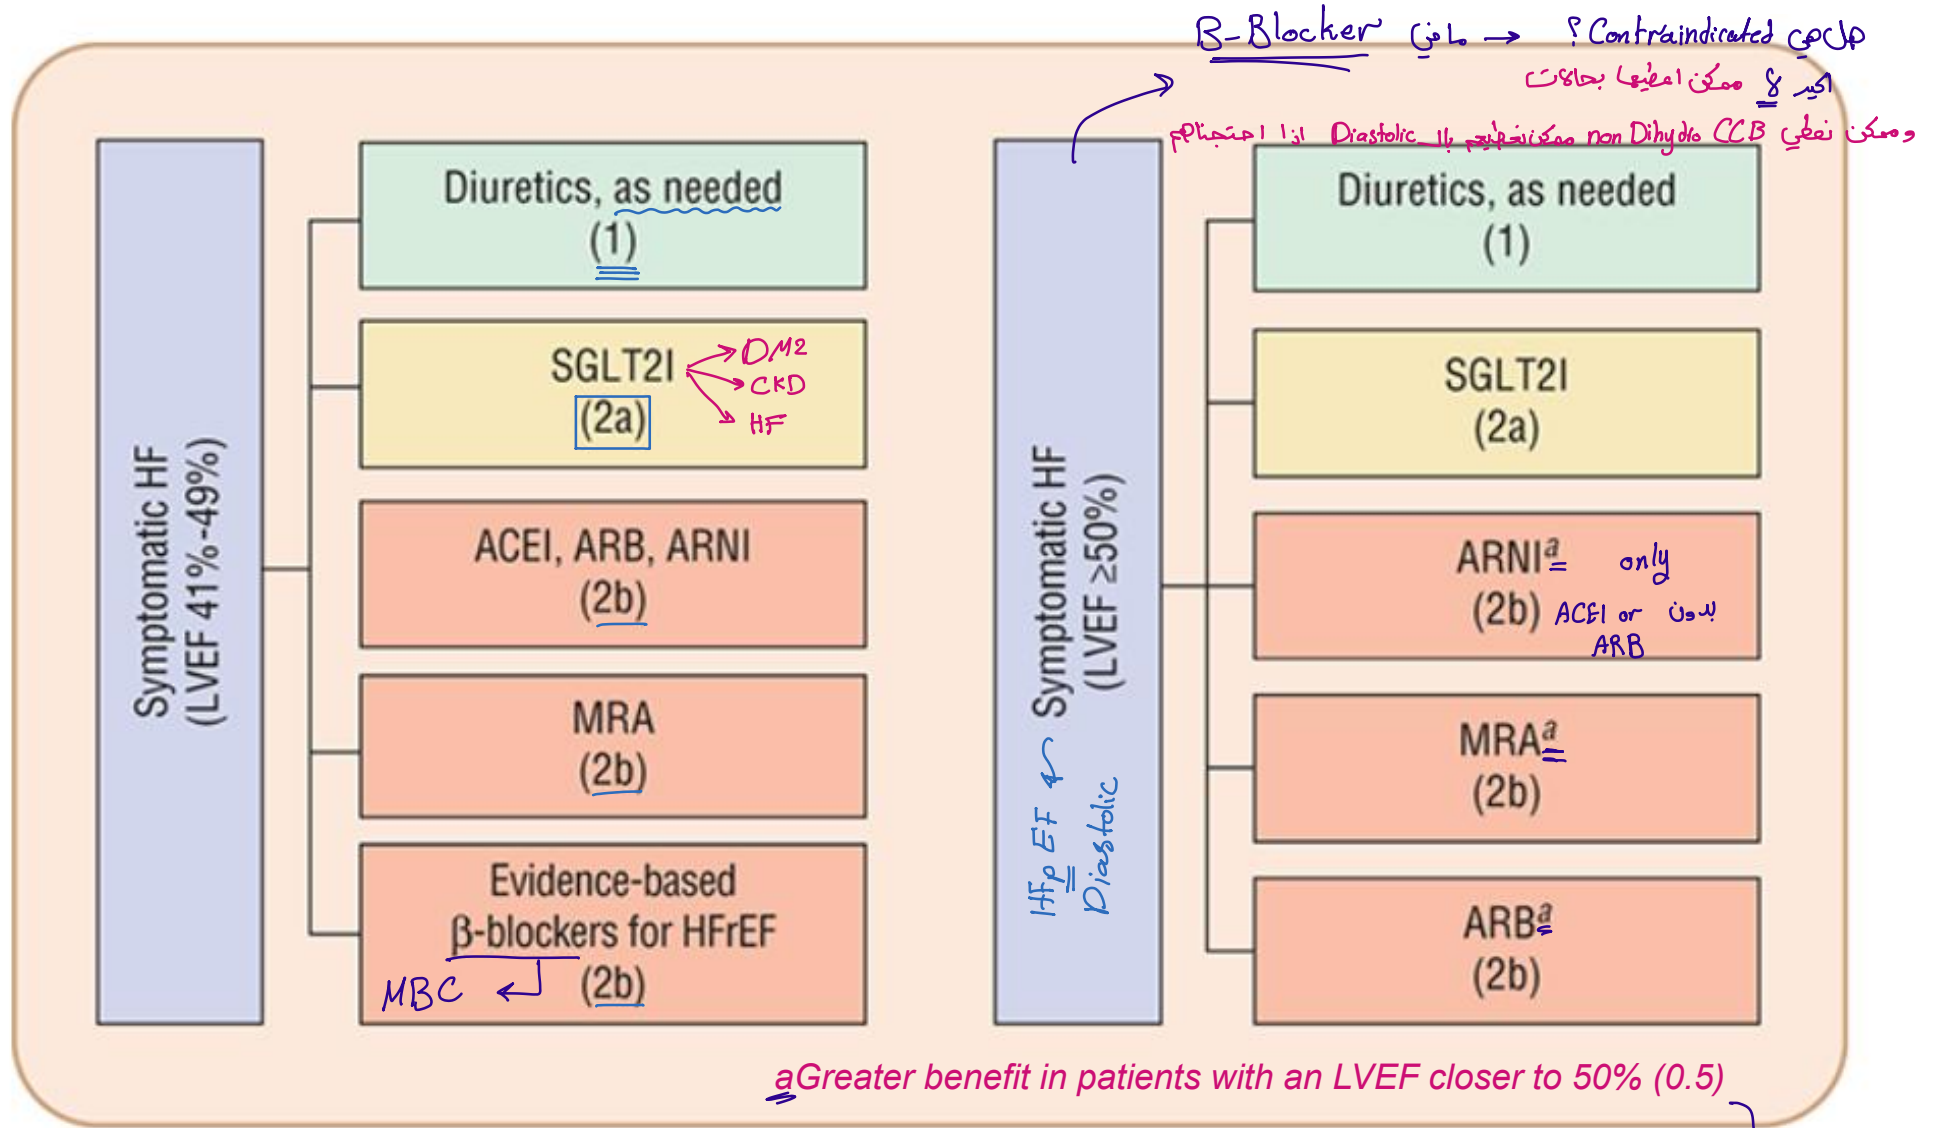 B-Blocker مافي → هل هي Contraindicated ؟
اكيد لا ممكن اعطيها بحالات
وممكن نعطي non Dihydro CCB ممكن نعطيهم بالـ Diastolic اذا احتجناهم
Symptomatic HF
(LVEF 41%-49%)
Diuretics, as needed
(1)
SGLT2I
(2a)
DM2
CKD
HF
ACEI, ARB, ARNI
(2b)
MRA
(2b)
Evidence-based
β-blockers for HFrEF
(2b)
MBC
Symptomatic HF
(LVEF ≥50%)
HFpEF
Diastolic
Diuretics, as needed
(1)
SGLT2I
(2a)
ARNIa only
(2b) بدون ACEI or
ARB
MRAa
(2b)
ARBa
(2b)
aGreater benefit in patients with an LVEF closer to 50% (0.5)